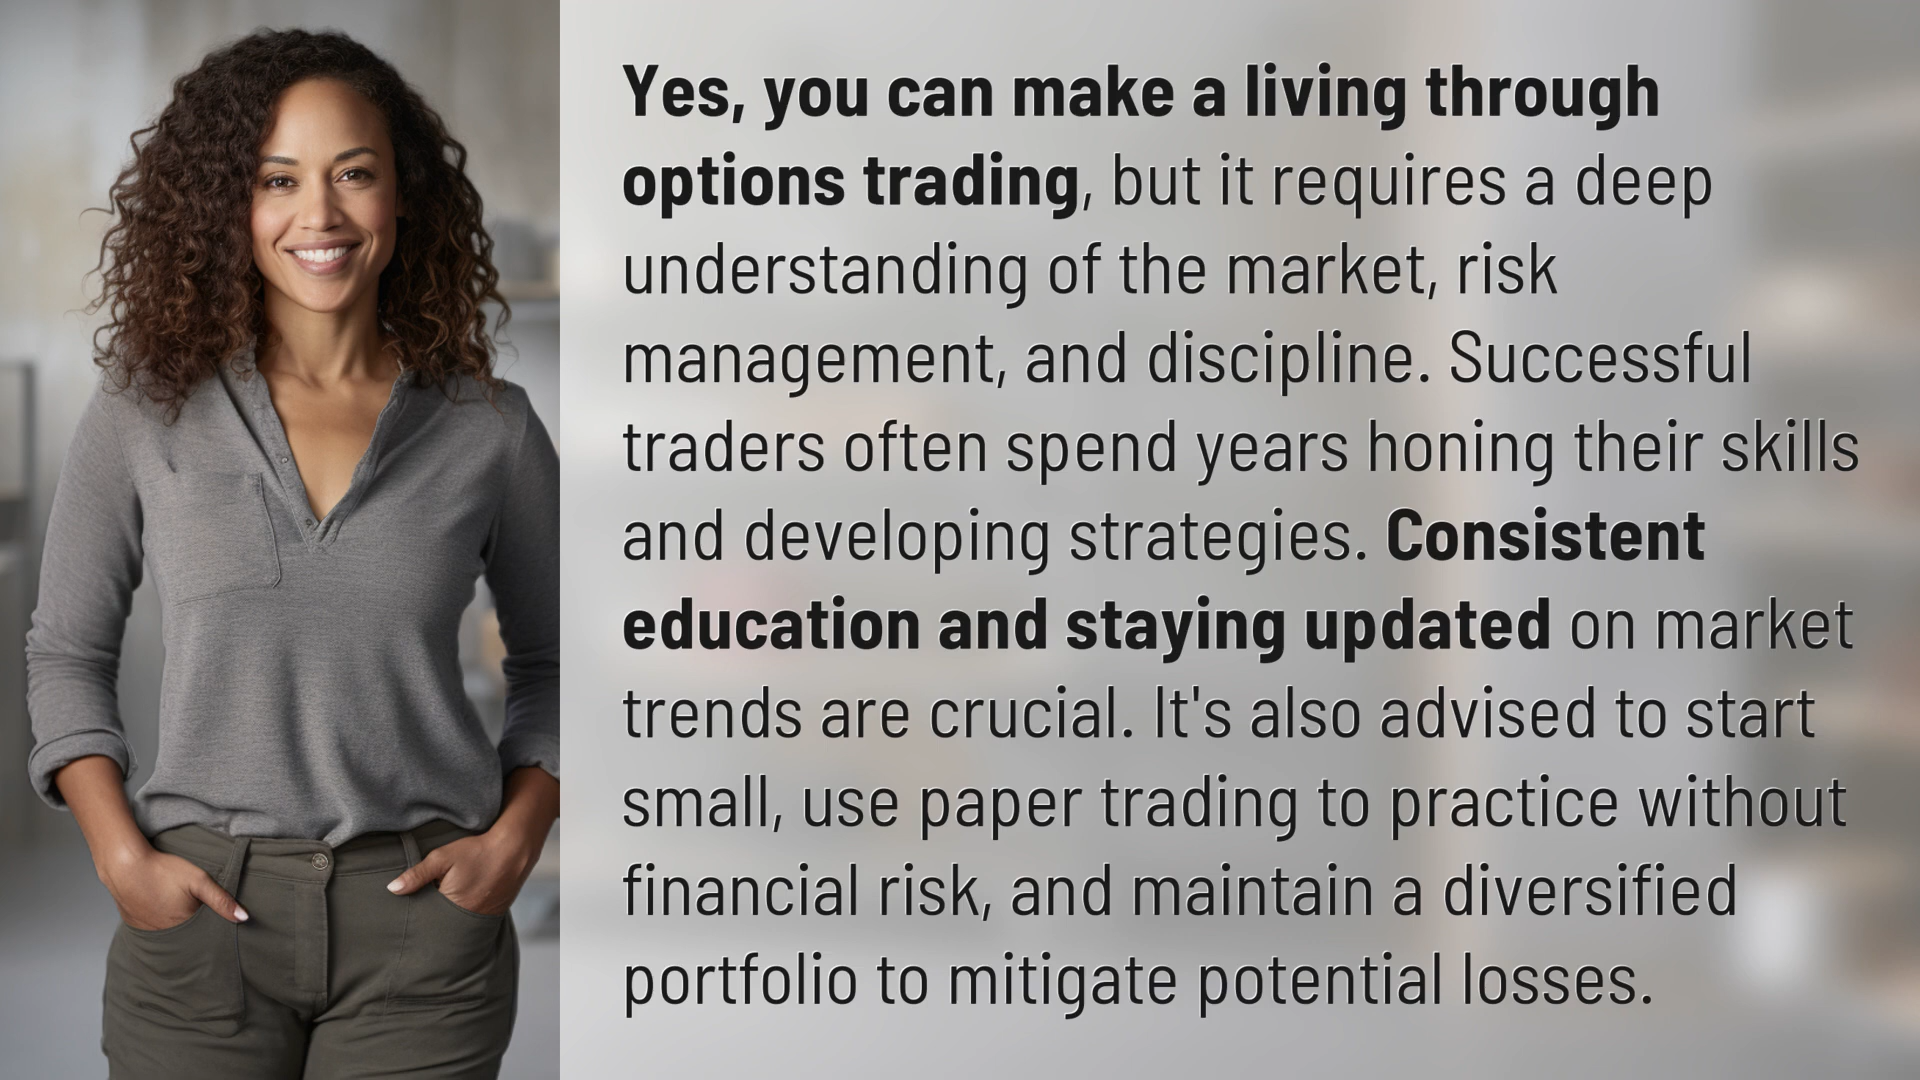 Yes, you can make a living through
options trading, but it requires a deep
understanding of the market, risk
management, and discipline. Successful
traders often spend years honing their skills
and developing strategies. Consistent
education and staying updated on market
trends are crucial. It's also advised to start
small, use paper trading to practice without
financial risk, and maintain a diversified
portfolio to mitigate potential losses.